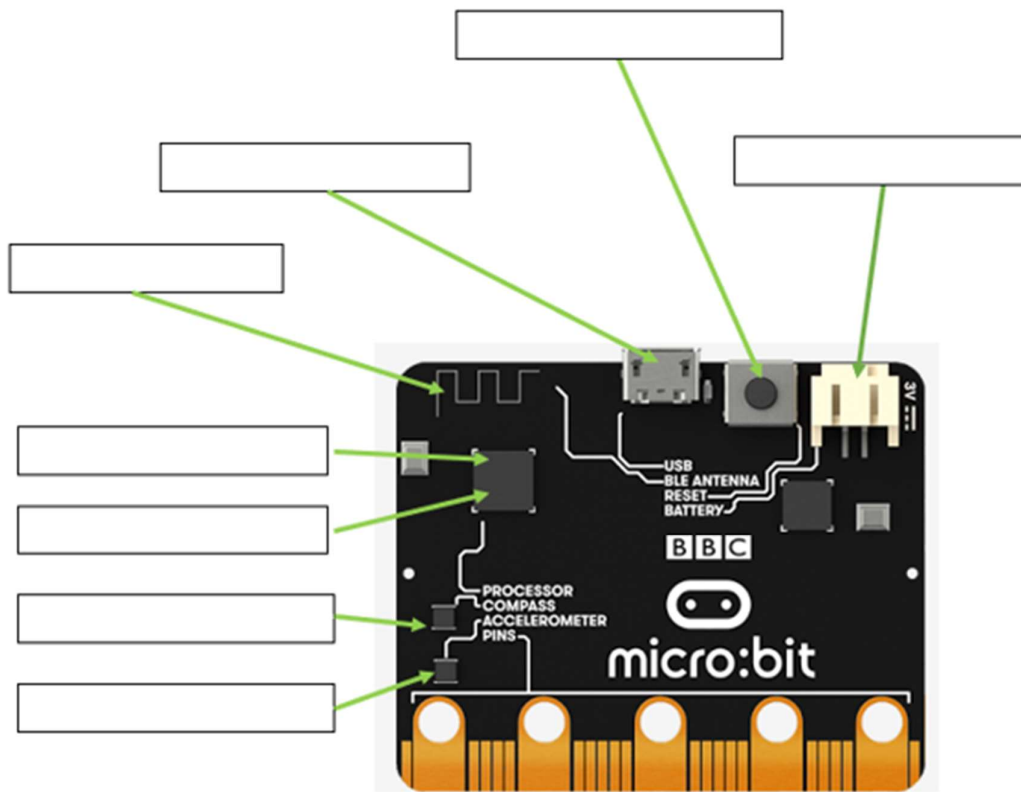 3V
USB
BLE ANTENNA
RESET
BATTERY
BBC
PROCESSOR
COMPASS
ACCELEROMETER
PINS
micro:bit